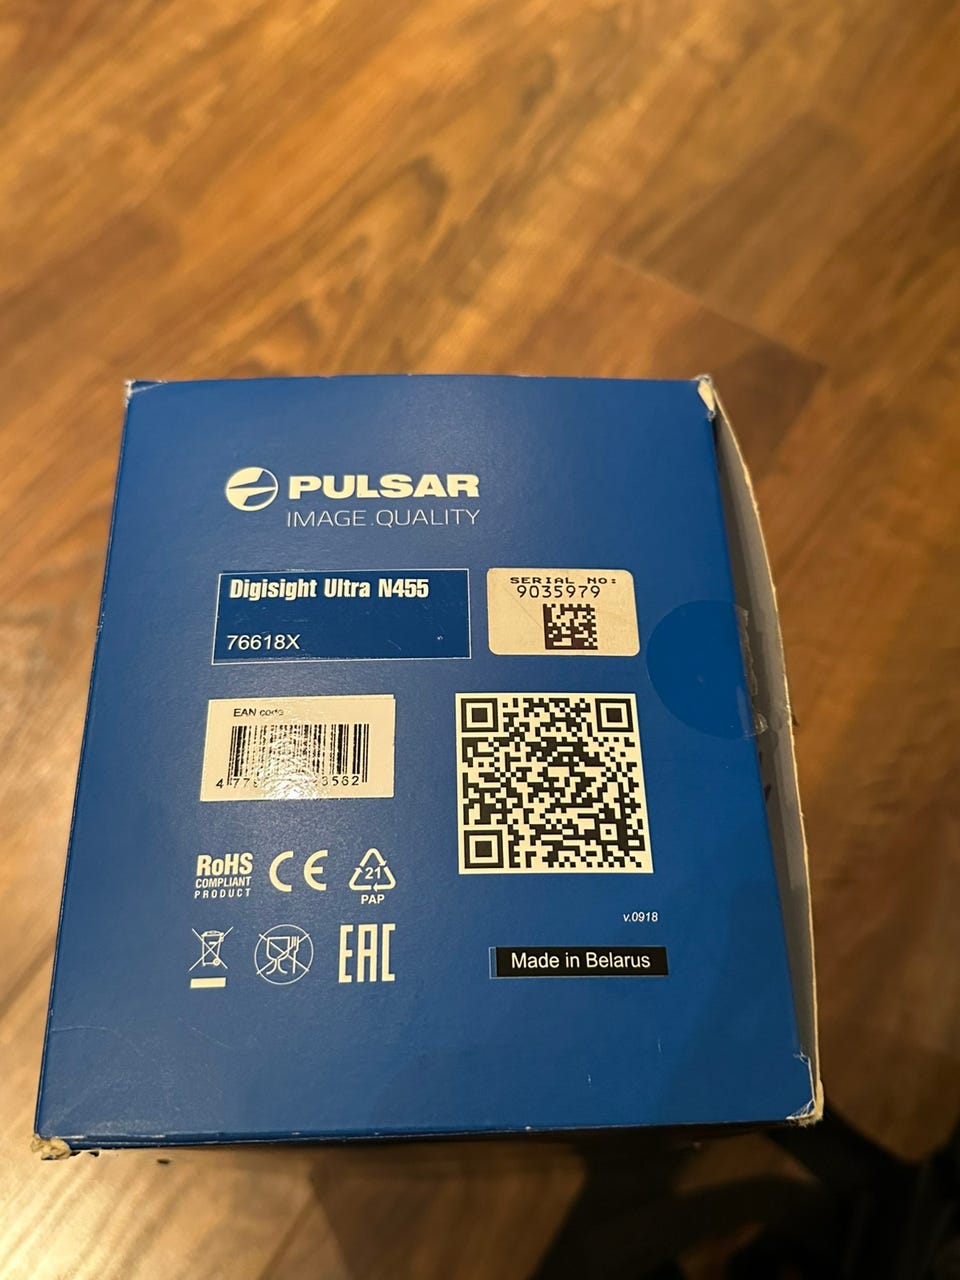 PULSAR
IMAGE QUALITY
Digisight Ultra N455
76618X
SERIAL NO:
9035979
EAN code
RoHS
COMPLIANT
PRODUCT
CE
21
PAP
EAC
v.0918
Made in Belarus